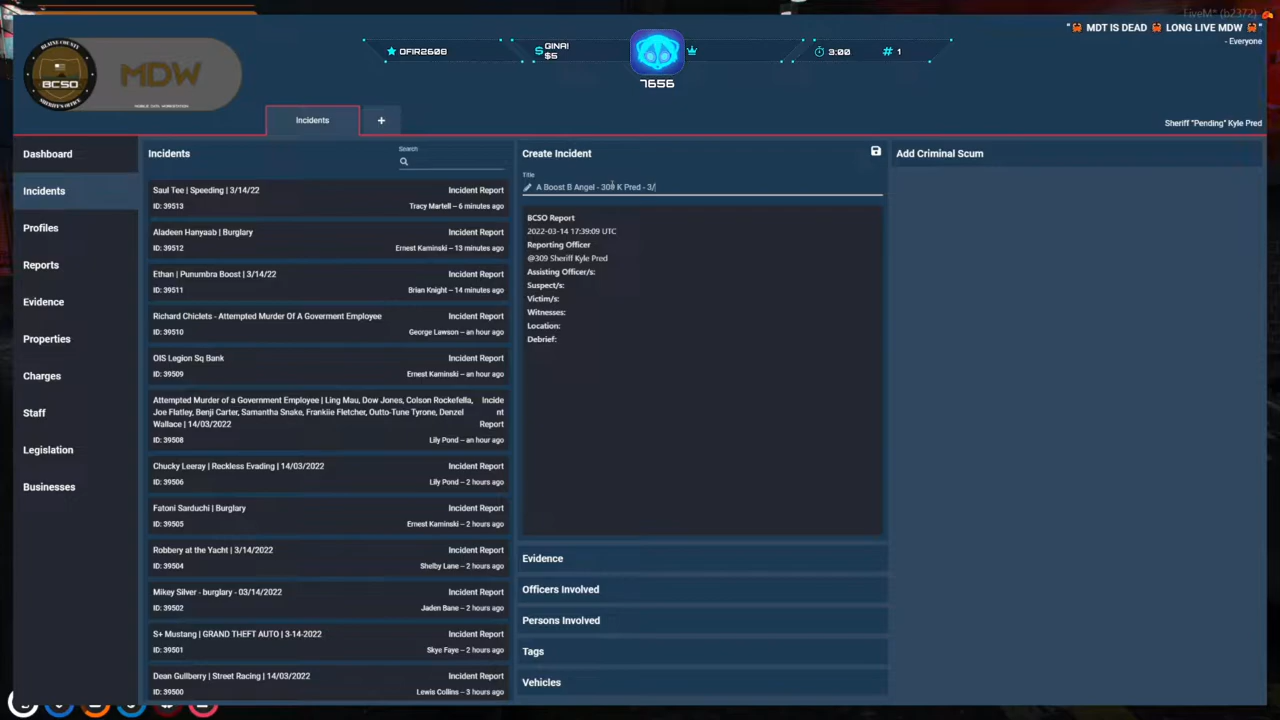 FiveM* (b2372)
" MDT IS DEAD LONG LIVE MDW "
- Everyone
BLAINE COUNTY
BCSO
SHERIFF'S OFFICE
MDW
MOBILE DATA WORKSTATION
OFIR2608
QINAI
$5
7656
3:00
# 1
Incidents
+
Sheriff "Pending" Kyle Pred
Dashboard
Incidents
Profiles
Reports
Evidence
Properties
Charges
Staff
Legislation
Businesses
Incidents
Search
Saul Tee | Speeding | 3/14/22
Incident Report
ID: 39513
Tracy Martell – 6 minutes ago
Aladeen Hanyaab | Burglary
Incident Report
ID: 39512
Ernest Kaminski – 13 minutes ago
Ethan | Punumbra Boost | 3/14/22
Incident Report
ID: 39511
Brian Knight – 14 minutes ago
Richard Chiclets - Attempted Murder Of A Goverment Employee
Incident Report
ID: 39510
George Lawson – an hour ago
OIS Legion Sq Bank
Incident Report
ID: 39509
Ernest Kaminski – an hour ago
Attempted Murder of a Government Employee | Ling
Mau, Dow Jones, Colson Rockefella,
Joe Flatley, Benji Carter, Samantha Snake, Frankiie Fletcher, Outto-Tune Tyrone, Denzel
Wallace | 14/03/2022
Incide
nt
Report
ID: 39508
Lily Pond – an hour ago
Chucky Leeray | Reckless Evading | 14/03/2022
Incident Report
ID: 39506
Lily Pond – 2 hours ago
Fatoni Sarduchi | Burglary
Incident Report
ID: 39505
Ernest Kaminski – 2 hours ago
Robbery at the Yacht | 3/14/2022
Incident Report
ID: 39504
Shelby Lane – 2 hours ago
Mikey Silver - burglary - 03/14/2022
Incident Report
ID: 39502
Jaden Bane – 2 hours ago
S+ Mustang | GRAND THEFT AUTO | 3-14-2022
Incident Report
ID: 39501
Skye Faye – 2 hours ago
Dean Gullberry | Street Racing | 14/03/2022
Incident Report
ID: 39500
Lewis Collins – 3 hours ago
Create Incident
Title
A Boost B Angel - 309 K Pred - 3/
BCSO Report
2022-03-14 17:39:09 UTC
Reporting Officer
@309 Sheriff Kyle Pred
Assisting Officer/s:
Suspect/s:
Victim/s:
Witnesses:
Location:
Debrief:
Evidence
Officers Involved
Persons Involved
Tags
Vehicles
Add Criminal Scum